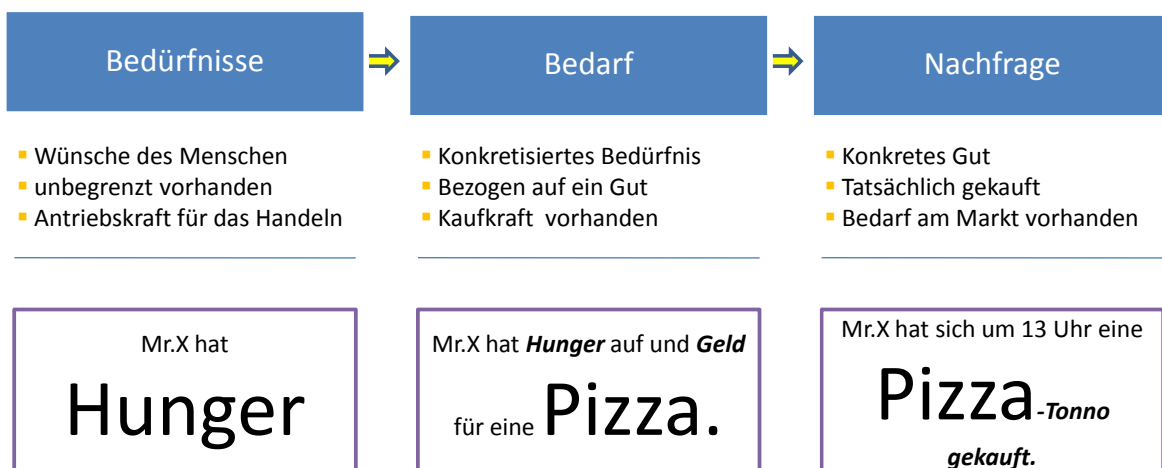 Bedürfnisse
Bedarf
Nachfrage
Wünsche des Menschen
unbegrenzt vorhanden
Antriebskraft für das Handeln
Konkretisiertes Bedürfnis
Bezogen auf ein Gut
Kaufkraft vorhanden
Konkretes Gut
Tatsächlich gekauft
Bedarf am Markt vorhanden
Mr.X hat
Hunger
Mr.X hat Hunger auf und Geld
für eine Pizza.
Mr.X hat sich um 13 Uhr eine
Pizza-Tonno
gekauft.